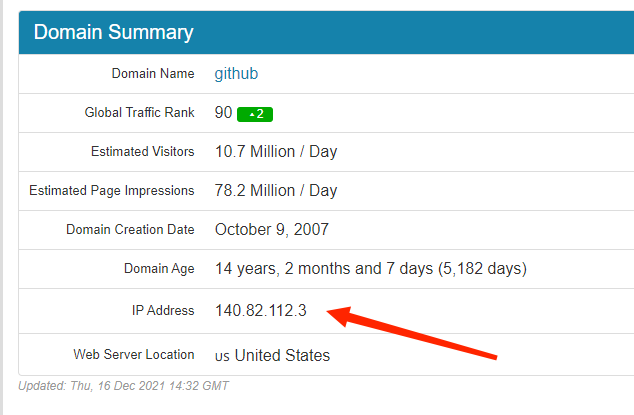 Domain Summary
Domain Name github
Global Traffic Rank 90 2
Estimated Visitors 10.7 Million / Day
Estimated Page Impressions 78.2 Million / Day
Domain Creation Date October 9, 2007
Domain Age 14 years, 2 months and 7 days (5,182 days)
IP Address 140.82.112.3
Web Server Location us United States
Updated: Thu, 16 Dec 2021 14:32 GMT